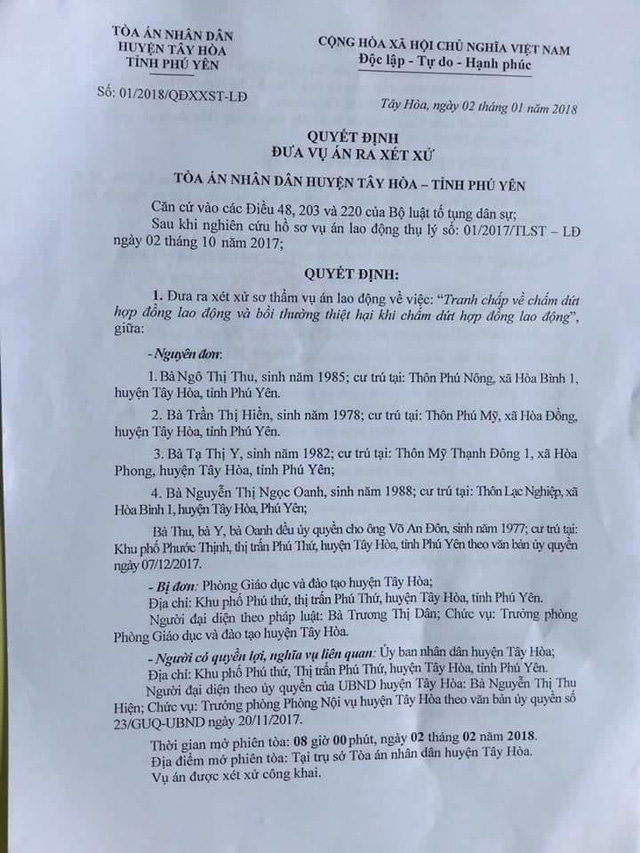 TÒA ÁN NHÂN DÂN
HUYỆN TÂY HÒA
TỈNH PHÚ YÊN
CỘNG HÒA XÃ HỘI CHỦ NGHĨA VIỆT NAM
Độc lập - Tự do - Hạnh phúc
Số: 01/2018/QĐXXST-LĐ
Tây Hòa, ngày 02 tháng 01 năm 2018
QUYẾT ĐỊNH
ĐƯA VỤ ÁN RA XÉT XỬ
TÒA ÁN NHÂN DÂN HUYỆN TÂY HÒA – TỈNH PHÚ YÊN
Căn cứ vào các Điều 48, 203 và 220 của Bộ luật tố tụng dân sự;
Sau khi nghiên cứu hồ sơ vụ án lao động thụ lý số: 01/2017/TLST – LĐ
ngày 02 tháng 10 năm 2017;
QUYẾT ĐỊNH:
1. Đưa ra xét xử sơ thẩm vụ án lao động về việc: “Tranh chấp về chấm dứt
hợp đồng lao động và bồi thường thiệt hại khi chấm dứt hợp đồng lao động”,
giữa:
- Nguyên đơn:
1. Bà Ngô Thị Thu, sinh năm 1985; cư trú tại: Thôn Phú Nông, xã Hòa Bình 1,
huyện Tây Hòa, tỉnh Phú Yên.
2. Bà Trần Thị Hiền, sinh năm 1978; cư trú tại: Thôn Phú Mỹ, xã Hòa Đồng,
huyện Tây Hòa, tỉnh Phú Yên.
3. Bà Tạ Thị Y, sinh năm 1982; cư trú tại: Thôn Mỹ Thạnh Đông 1, xã Hòa
Phong, huyện Tây Hòa, tỉnh Phú Yên;
4. Bà Nguyễn Thị Ngọc Oanh, sinh năm 1988; cư trú tại: Thôn Lạc Nghiệp, xã
Hòa Bình 1, huyện Tây Hòa, Phú Yên;
Bà Thu, bà Y, bà Oanh đều ủy quyền cho ông Võ An Đôn, sinh năm 1977; cư trú tại:
Khu phố Phước Thịnh, thị trấn Phú Thứ, huyện Tây Hòa, tỉnh Phú Yên theo văn bản ủy quyền
ngày 07/12/2017.
- Bị đơn: Phòng Giáo dục và đào tạo huyện Tây Hòa;
Địa chỉ: Khu phố Phú thứ, thị trấn Phú Thứ, huyện Tây Hòa, tỉnh Phú Yên.
Người đại diện theo pháp luật: Bà Trương Thị Dân; Chức vụ: Trưởng phòng
Phòng Giáo dục và đào tạo huyện Tây Hòa.
- Người có quyền lợi, nghĩa vụ liên quan: Ủy ban nhân dân huyện Tây Hòa;
Địa chỉ: Khu phố Phú thứ, Thị trấn Phú Thứ, huyện Tây Hòa, tỉnh Phú Yên.
Người đại diện theo ủy quyền của UBND huyện Tây Hòa: Bà Nguyễn Thị Thu
Hiện; Chức vụ: Trưởng phòng Phòng Nội vụ huyện Tây Hòa theo văn bản ủy quyền số
23/GUQ-UBND ngày 20/11/2017.
Thời gian mở phiên tòa: 08 giờ 00 phút, ngày 02 tháng 02 năm 2018.
Địa điểm mở phiên tòa: Tại trụ sở Tòa án nhân dân huyện Tây Hòa.
Vụ án được xét xử công khai.